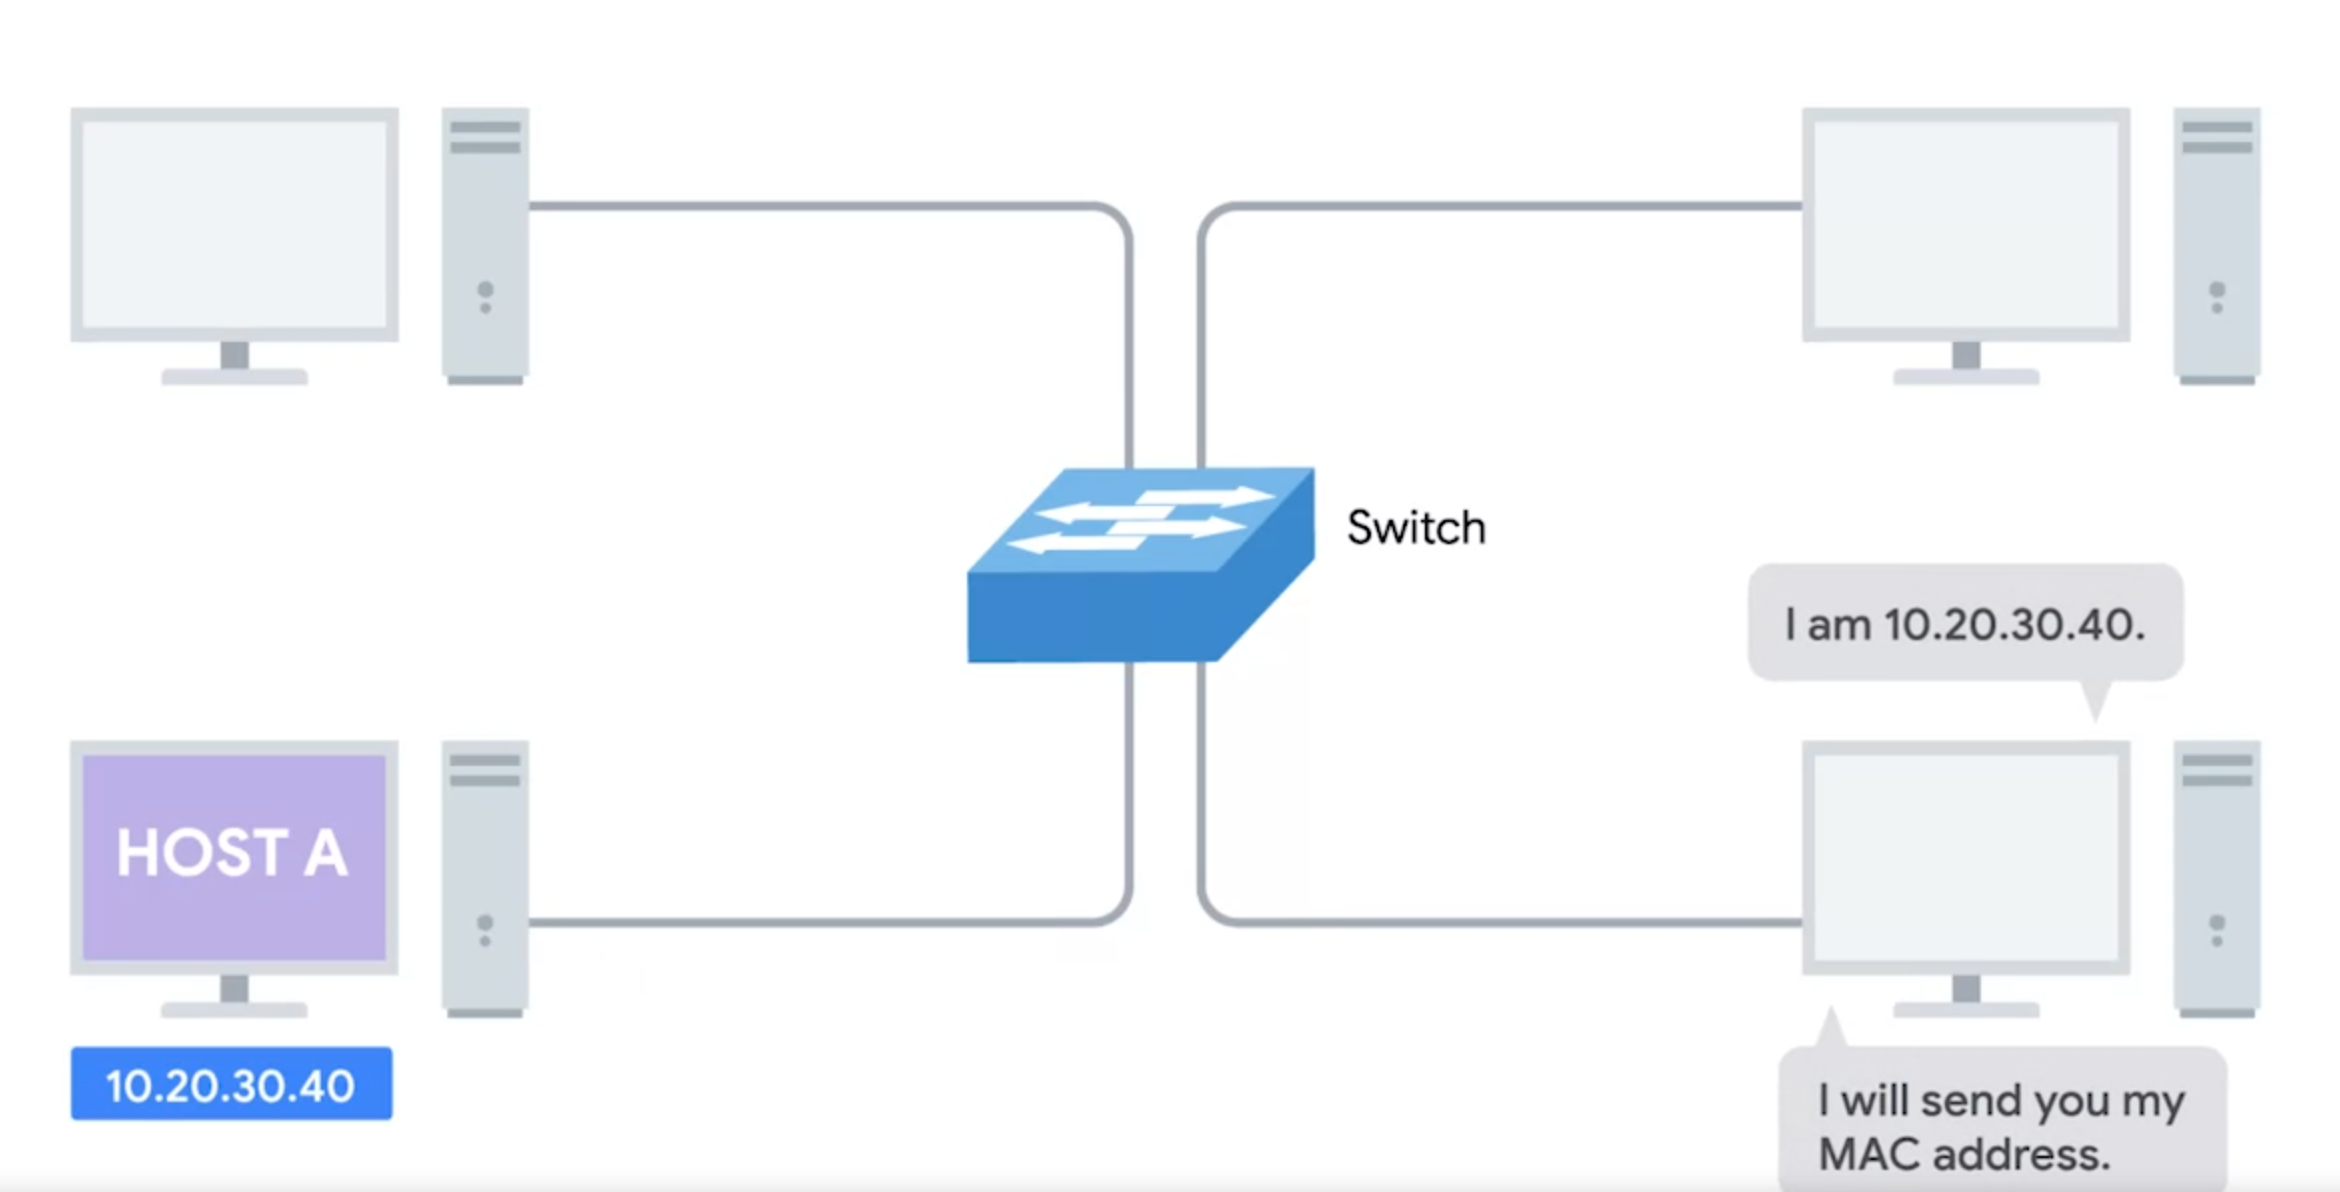 Switch
I am 10.20.30.40.
HOST A
10.20.30.40
I will send you my
MAC address.